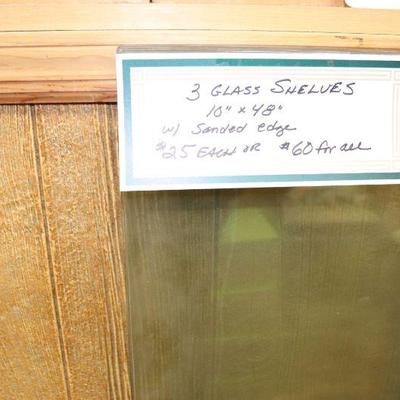 3 GLASS SHELVES
10" x 48"
w/ Sanded edge
$25 EACH OR $60 for all